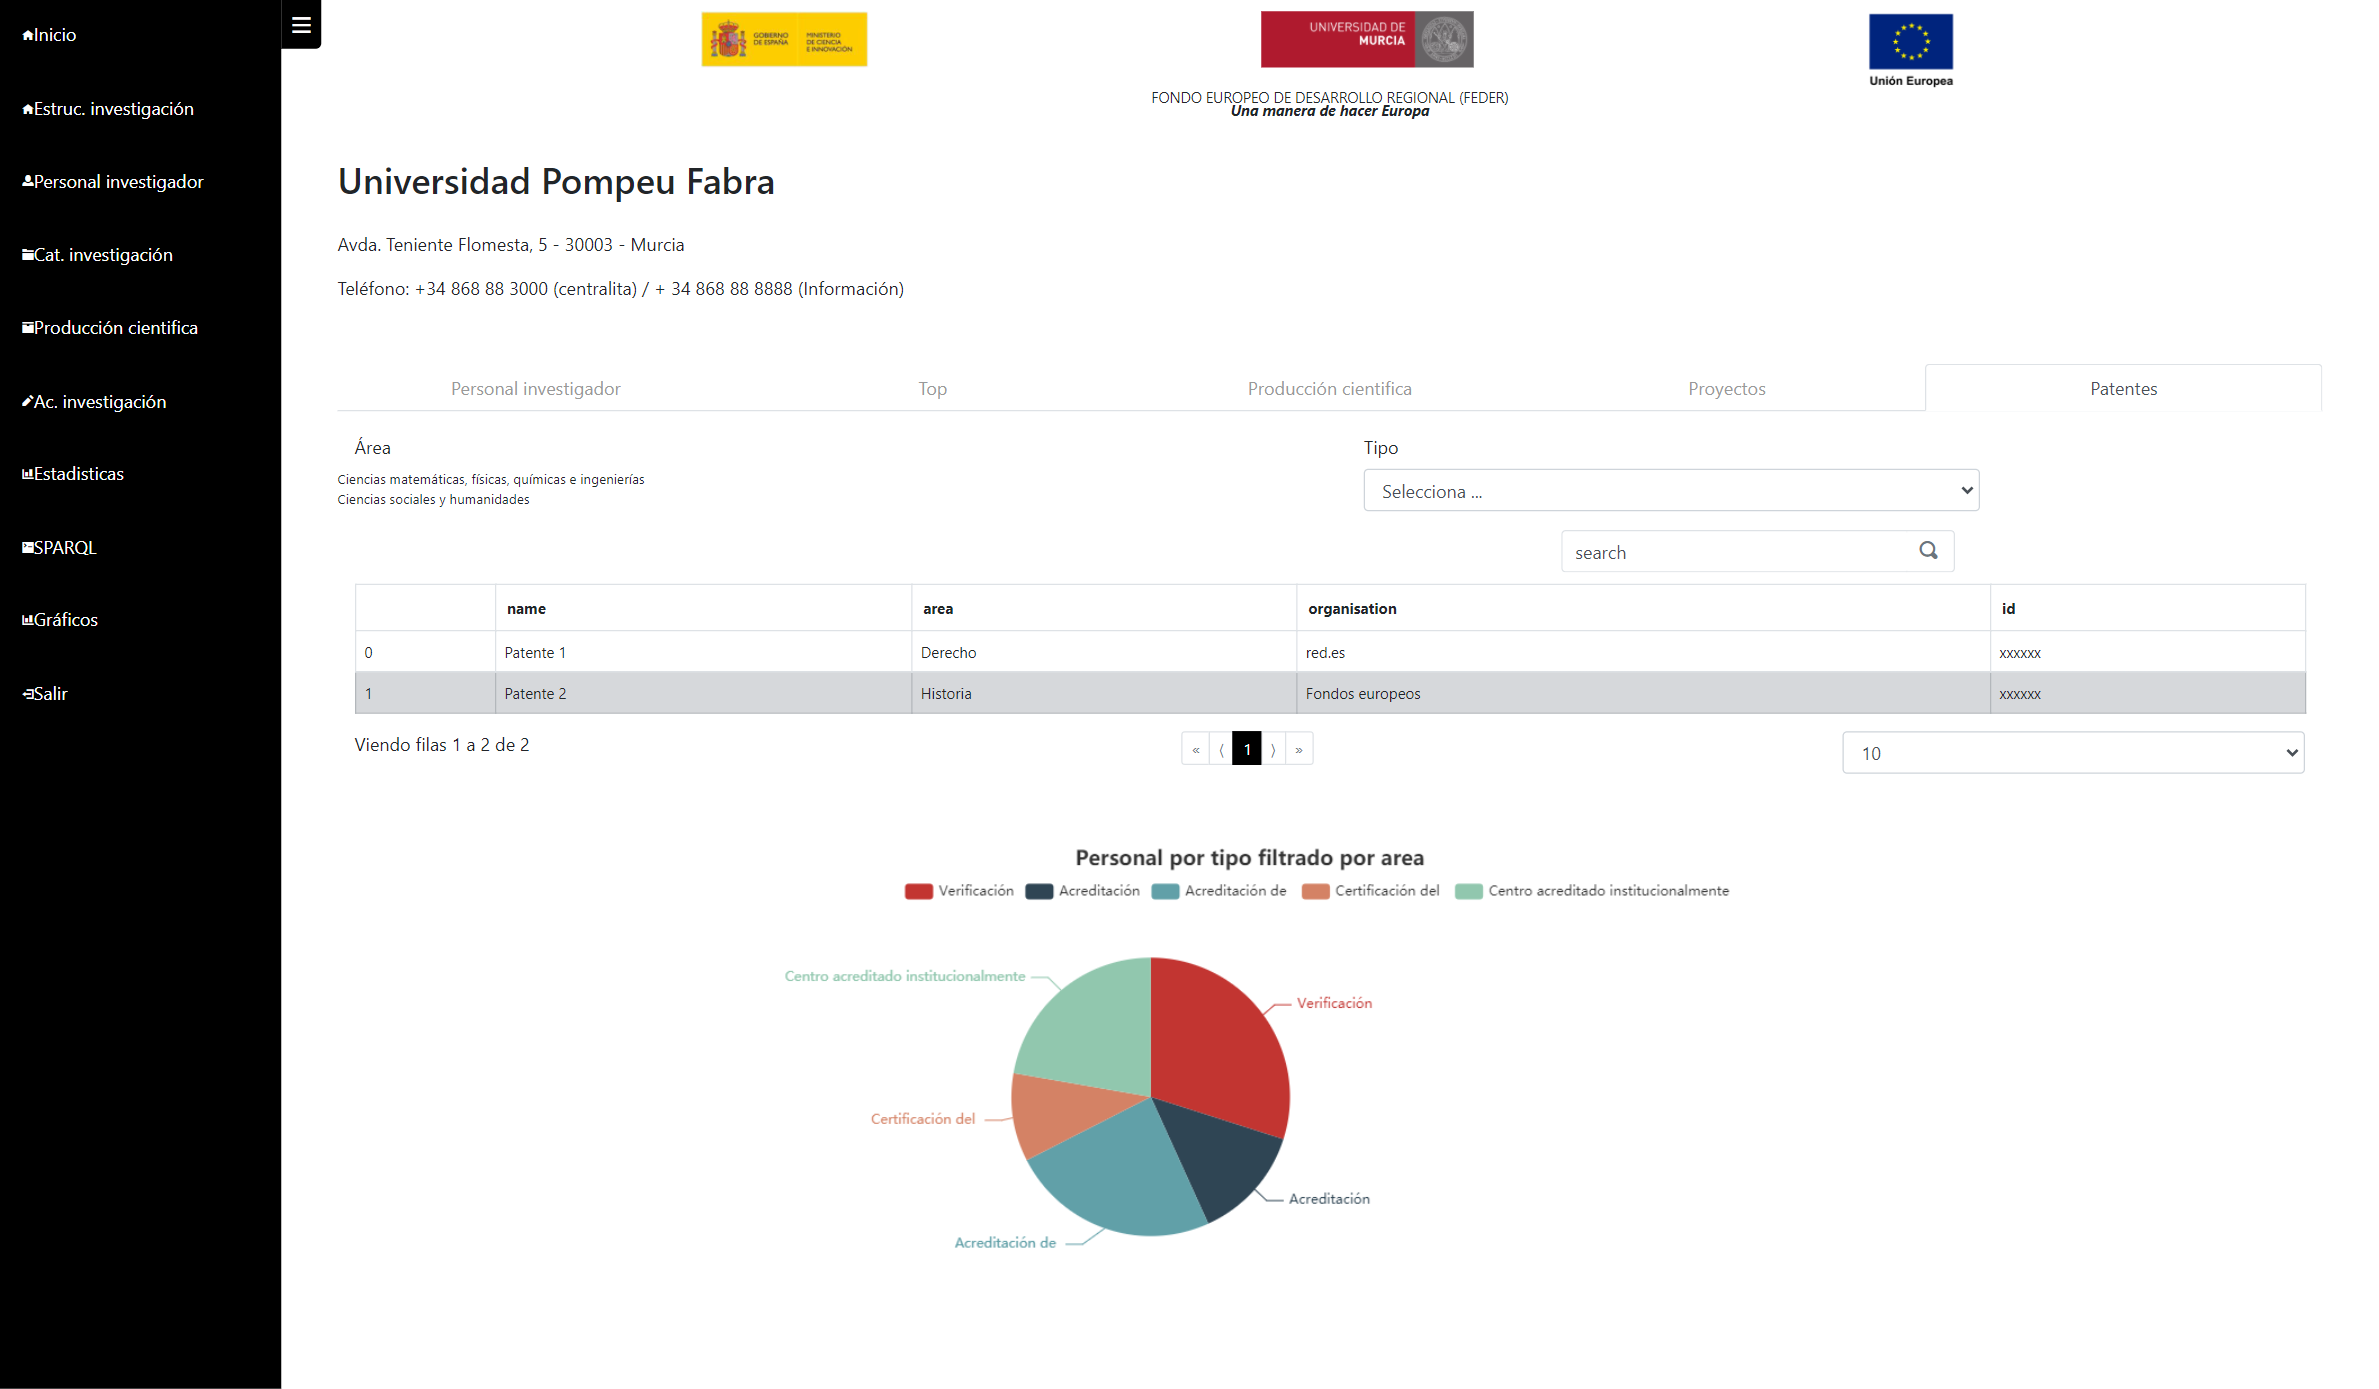 Inicio
Estruc. investigación
Personal investigador
Cat. investigación
Producción cientifica
Ac. investigación
Estadisticas
SPARQL
Gráficos
Salir
GOBIERNO DE ESPAÑA
MINISTERIO DE CIENCIA E INNOVACIÓN
UNIVERSIDAD DE
MURCIA
Unión Europea
FONDO EUROPEO DE DESARROLLO REGIONAL (FEDER)
Una manera de hacer Europa
Universidad Pompeu Fabra
Avda. Teniente Flomesta, 5 - 30003 - Murcia
Teléfono: +34 868 88 3000 (centralita) / + 34 868 88 8888 (Información)
Personal investigador Top Producción cientifica Proyectos Patentes
Área
Ciencias matemáticas, físicas, químicas e ingenierías
Ciencias sociales y humanidades
Tipo
Selecciona ...
search
name area organisation id
0 Patente 1 Derecho red.es xxxxxx
1 Patente 2 Historia Fondos europeos xxxxxx
Viendo filas 1 a 2 de 2
« ⟨ 1 ⟩ »
10
Personal por tipo filtrado por area
Verificación Acreditación Acreditación de Certificación del Centro acreditado institucionalmente
Centro acreditado institucionalmente
Verificación
Certificación del
Acreditación
Acreditación de